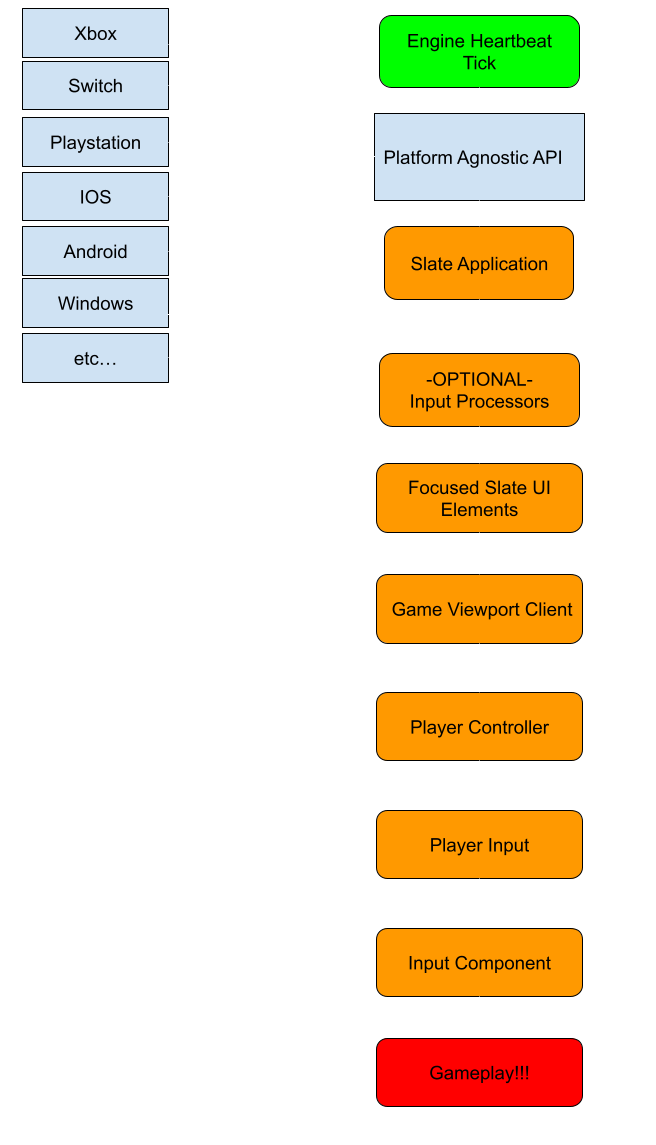 Xbox
Switch
Playstation
IOS
Android
Windows
etc…
Engine Heartbeat
Tick
Platform Agnostic API
Slate Application
-OPTIONAL-
Input Processors
Focused Slate UI
Elements
Game Viewport Client
Player Controller
Player Input
Input Component
Gameplay!!!